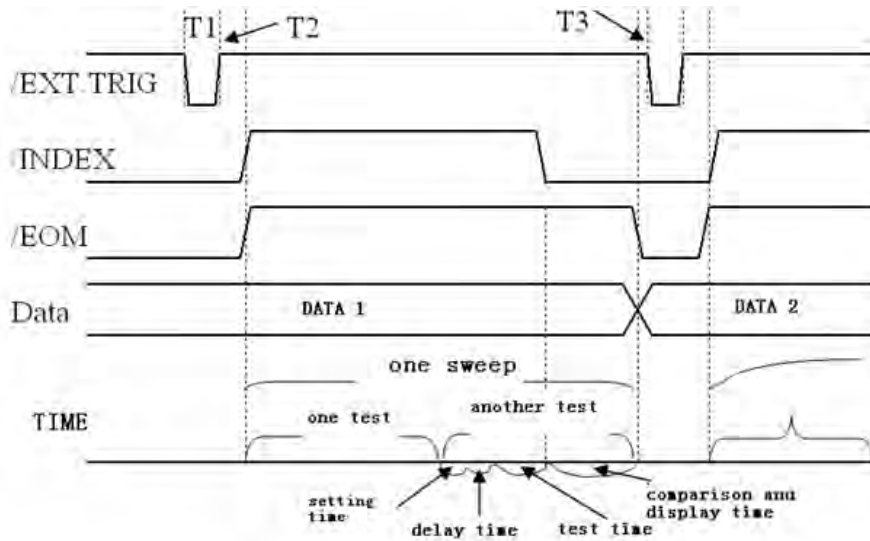 T1 T2 T3
/EXT.TRIG
/INDEX
/EOM
Data DATA 1 DATA 2
one sweep
TIME one test another test
setting time
delay time
test time
comparison and display time